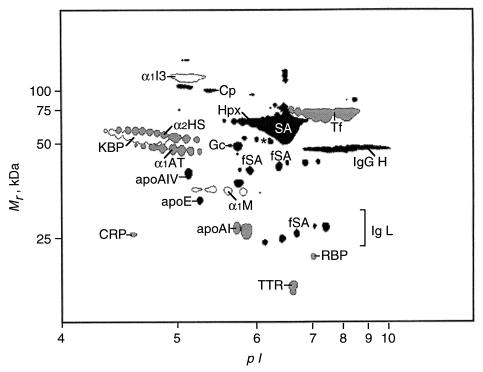 α1I3
Cp
100
75
50
25
Mr, kDa
Hpx
SA
Tf
α2HS
KBP
α1AT
Gc
*
fSA
fSA
IgG H
apoAIV
apoE
α1M
CRP
apoAI
fSA
Ig L
RBP
TTR
4 5 6 7 8 9 10
p I